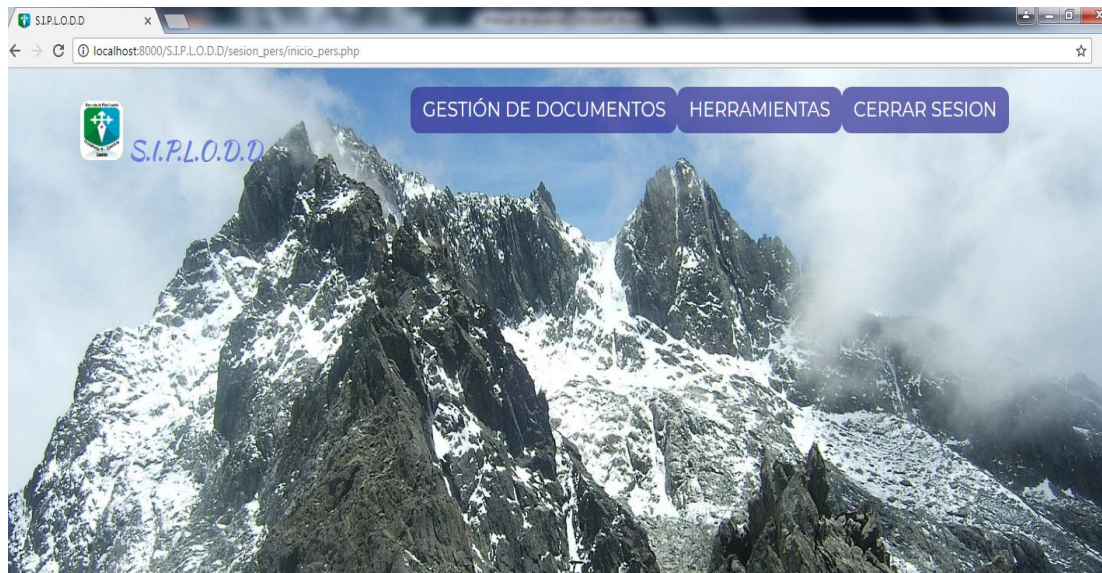 S.I.P.L.O.D.D
localhost:8000/S.I.P.L.O.D.D/sesion_pers/inicio_pers.php
GESTIÓN DE DOCUMENTOS HERRAMIENTAS CERRAR SESION
S.I.P.L.O.D.D